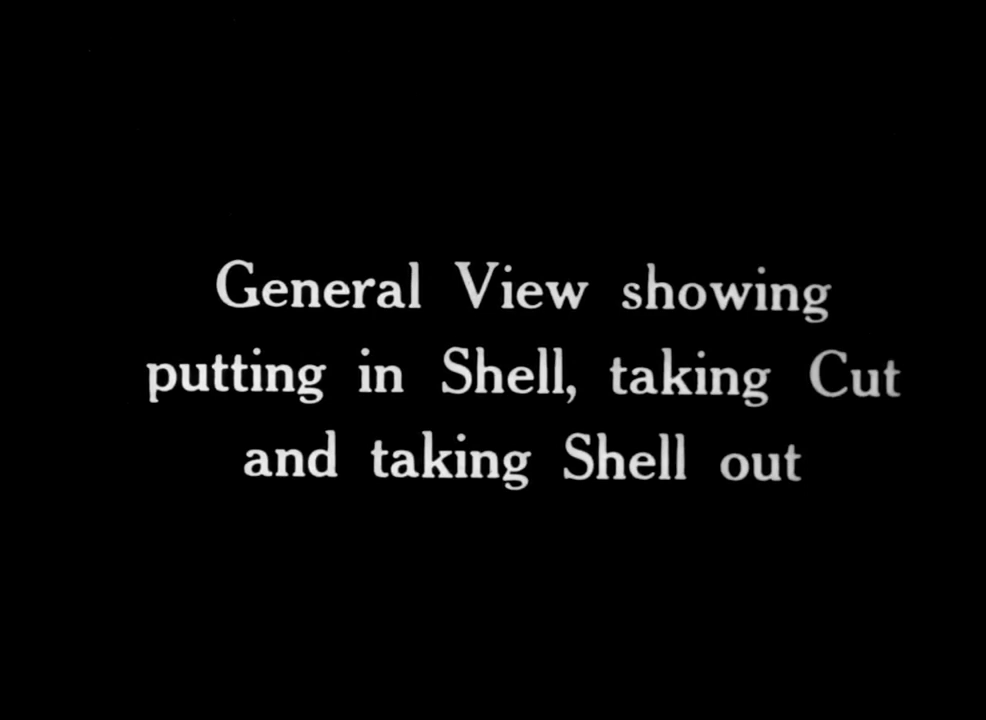 General View showing
putting in Shell, taking Cut
and taking Shell out